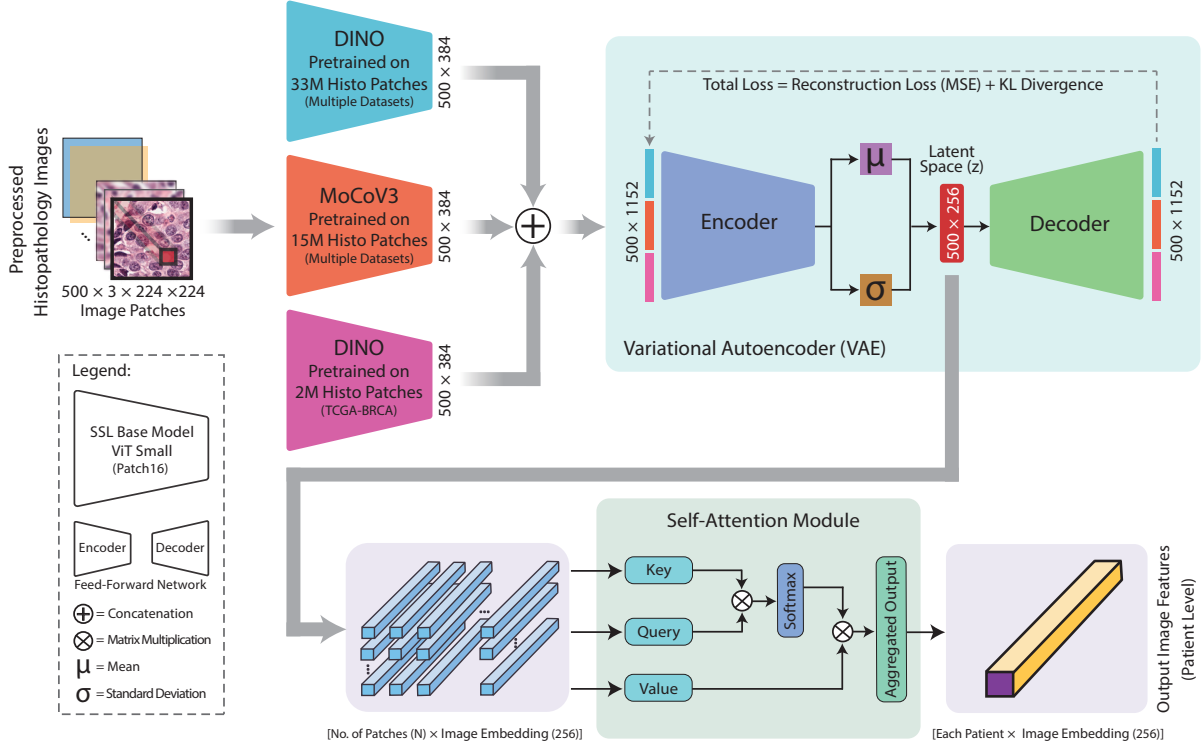 Preprocessed
Histopathology Images
500 × 3 × 224 ×224
Image Patches
DINO
Pretrained on
33M Histo Patches
(Multiple Datasets)
500 × 384
MoCoV3
Pretrained on
15M Histo Patches
(Multiple Datasets)
500 × 384
DINO
Pretrained on
2M Histo Patches
(TCGA-BRCA)
500 × 384
Total Loss = Reconstruction Loss (MSE) + KL Divergence
500 × 1152
Encoder
μ
σ
Latent
Space (z)
500 × 256
Decoder
500 × 1152
Variational Autoencoder (VAE)
Legend:
SSL Base Model
ViT Small
(Patch16)
Encoder
Decoder
Feed-Forward Network
= Concatenation
= Matrix Multiplication
μ = Mean
σ = Standard Deviation
[No. of Patches (N) × Image Embedding (256)]
Self-Attention Module
Key
Query
Value
Softmax
Aggregated Output
[Each Patient × Image Embedding (256)]
Output Image Features
(Patient Level)